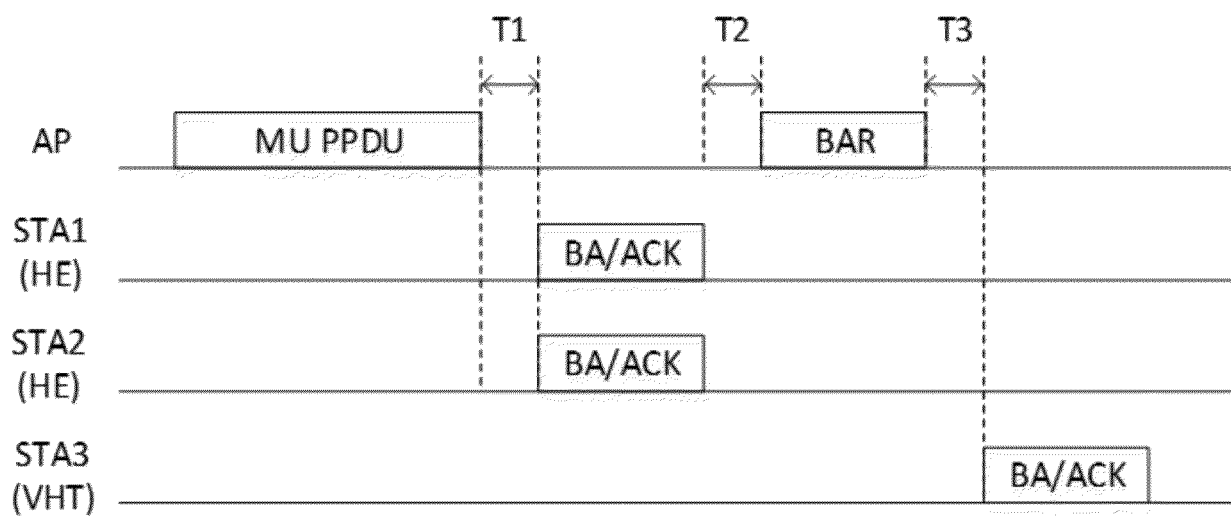 T1 T2 T3
AP MU PPDU BAR
STA1
(HE)
BA/ACK
STA2
(HE)
BA/ACK
STA3
(VHT)
BA/ACK